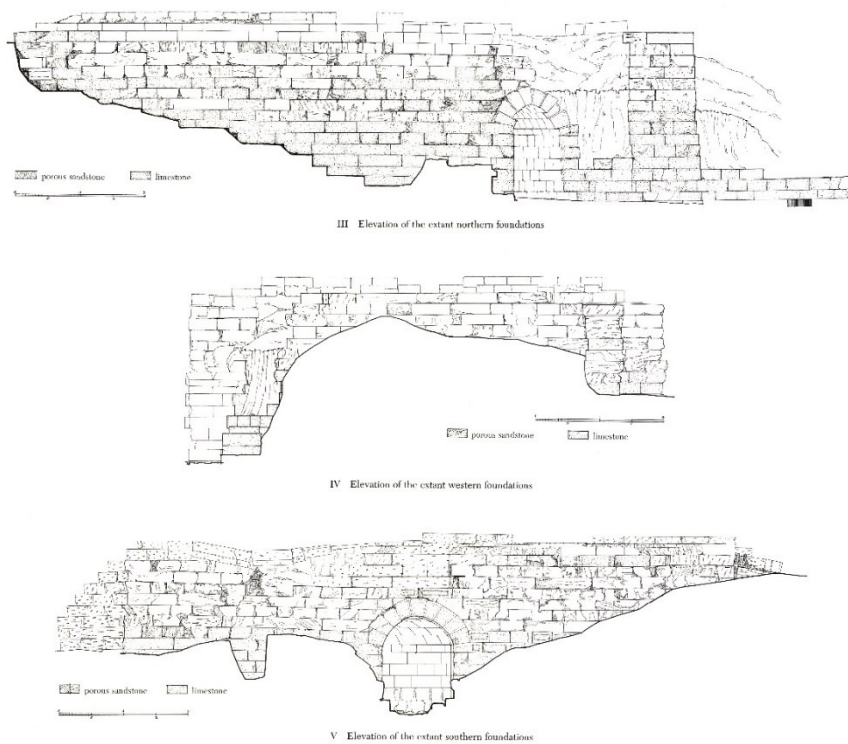 porous sandstone limestone
III Elevation of the extant northern foundations
porous sandstone limestone
IV Elevation of the extant western foundations
porous sandstone limestone
V Elevation of the extant southern foundations